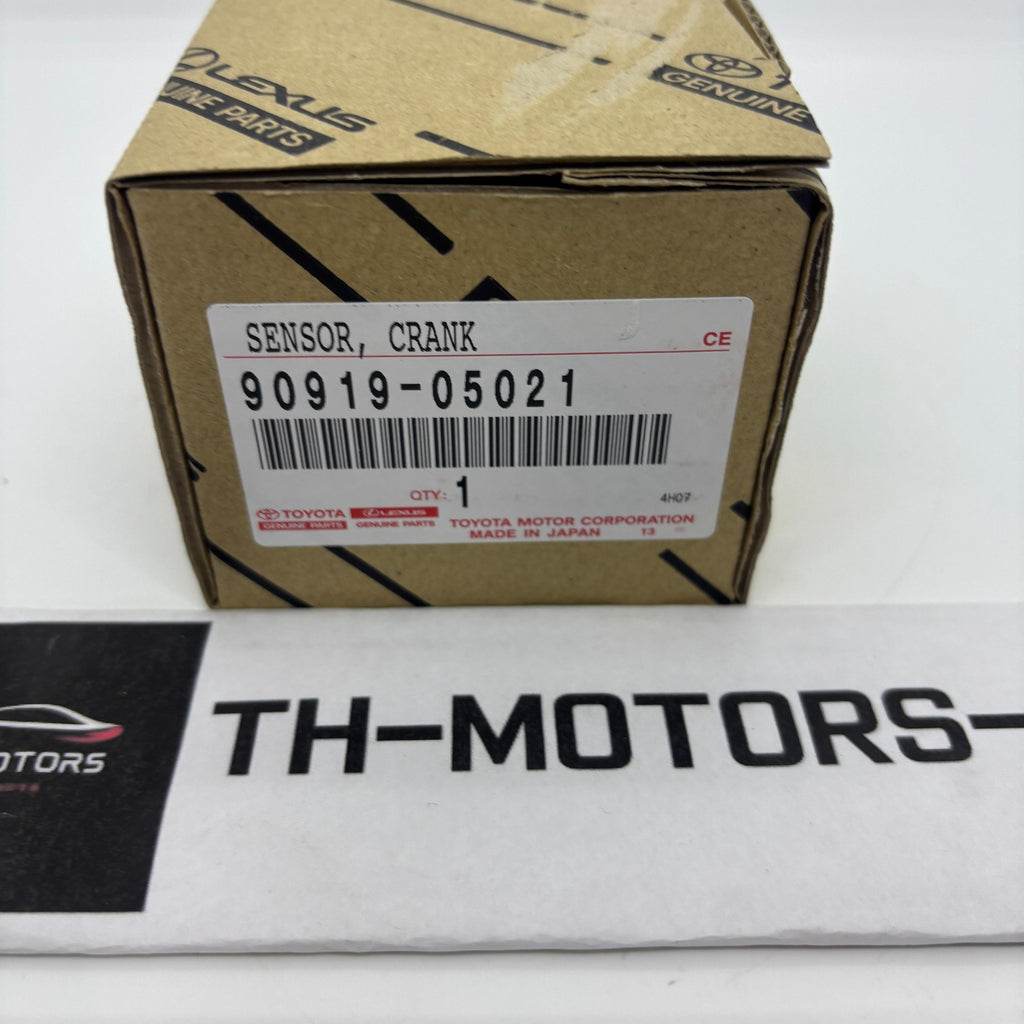 LEXUS
UINE PARTS
GENUINE
SENSOR, CRANK
CE
90919-05021
QTY: 1
4H07
TOYOTA
GENUINE PARTS
LEXUS
GENUINE PARTS
TOYOTA MOTOR CORPORATION
MADE IN JAPAN 13
TH-MOTORS-
OTORS